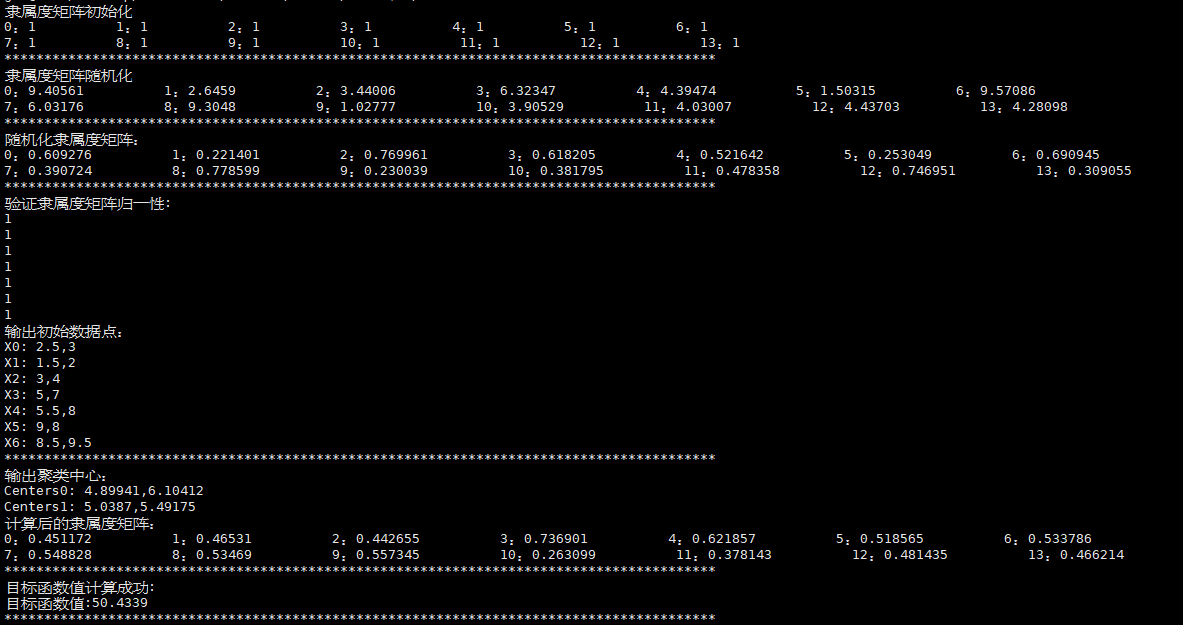 隶属度矩阵初始化
0：1 1：1 2：1 3：1 4：1 5：1 6：1
7：1 8：1 9：1 10：1 11：1 12：1 13：1
*****************************************************************************************
隶属度矩阵随机化
0：9.40561 1：2.6459 2：3.44006 3：6.32347 4：4.39474 5：1.50315 6：9.57086
7：6.03176 8：9.3048 9：1.02777 10：3.90529 11：4.03007 12：4.43703 13：4.28098
*****************************************************************************************
随机化隶属度矩阵：
0：0.609276 1：0.221401 2：0.769961 3：0.618205 4：0.521642 5：0.253049 6：0.690945
7：0.390724 8：0.778599 9：0.230039 10：0.381795 11：0.478358 12：0.746951 13：0.309055
*****************************************************************************************
验证隶属度矩阵归一性：
1
1
1
1
1
1
1
输出初始数据点：
X0: 2.5,3
X1: 1.5,2
X2: 3,4
X3: 5,7
X4: 5.5,8
X5: 9,8
X6: 8.5,9.5
*****************************************************************************************
输出聚类中心：
Centers0: 4.89941,6.10412
Centers1: 5.0387,5.49175
计算后的隶属度矩阵：
0：0.451172 1：0.46531 2：0.442655 3：0.736901 4：0.621857 5：0.518565 6：0.533786
7：0.548828 8：0.53469 9：0.557345 10：0.263099 11：0.378143 12：0.481435 13：0.466214
*****************************************************************************************
目标函数值计算成功：
目标函数值:50.4339
*****************************************************************************************